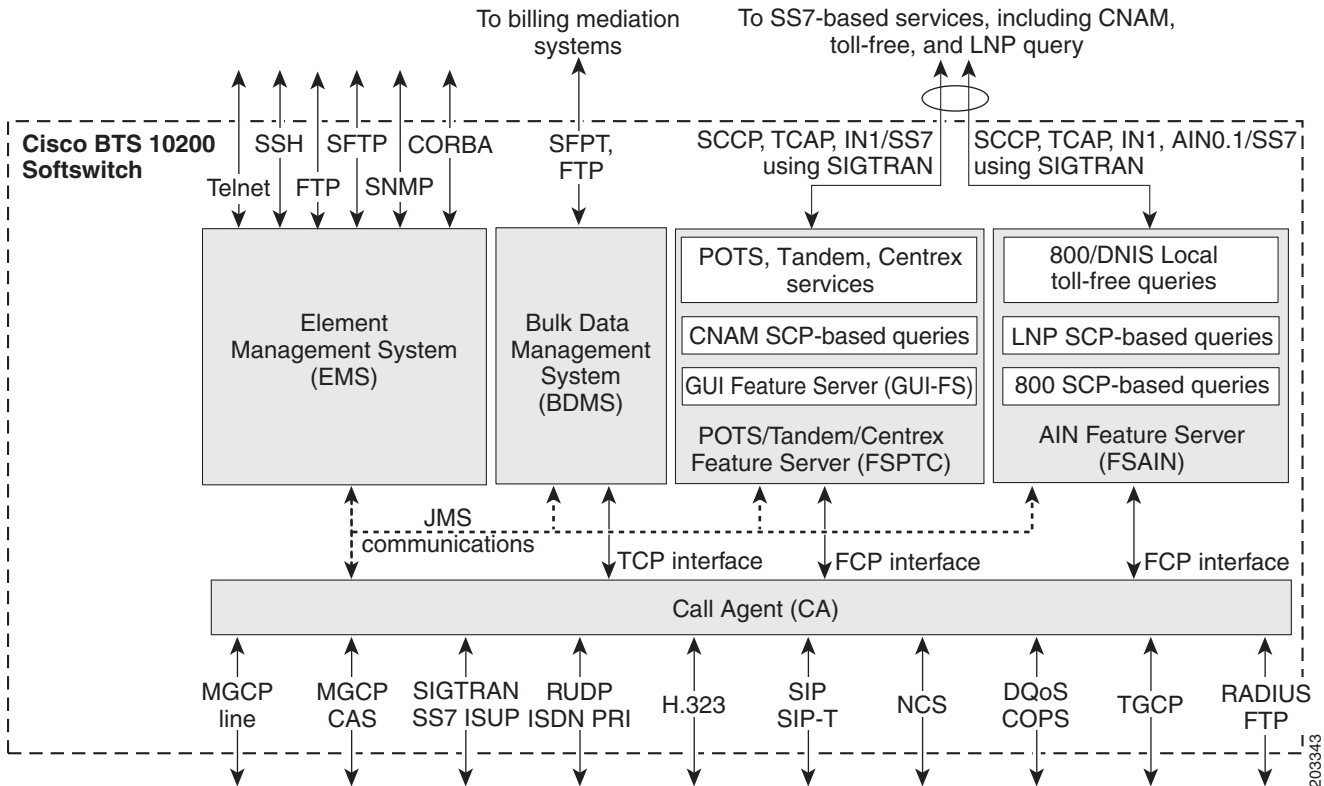 To billing mediation
systems
To SS7-based services, including CNAM,
toll-free, and LNP query
Cisco BTS 10200
Softswitch
Telnet
SSH
FTP
SFTP
SNMP
CORBA
SFPT,
FTP
SCCP, TCAP, IN1/SS7
using SIGTRAN
SCCP, TCAP, IN1, AIN0.1/SS7
using SIGTRAN
Element
Management System
(EMS)
Bulk Data
Management
System
(BDMS)
POTS, Tandem, Centrex
services
CNAM SCP-based queries
GUI Feature Server (GUI-FS)
POTS/Tandem/Centrex
Feature Server (FSPTC)
800/DNIS Local
toll-free queries
LNP SCP-based queries
800 SCP-based queries
AIN Feature Server
(FSAIN)
JMS
communications
TCP interface
FCP interface
FCP interface
Call Agent (CA)
MGCP
line
MGCP
CAS
SIGTRAN
SS7 ISUP
RUDP
ISDN PRI
H.323
SIP
SIP-T
NCS
DQoS
COPS
TGCP
RADIUS
FTP
203343